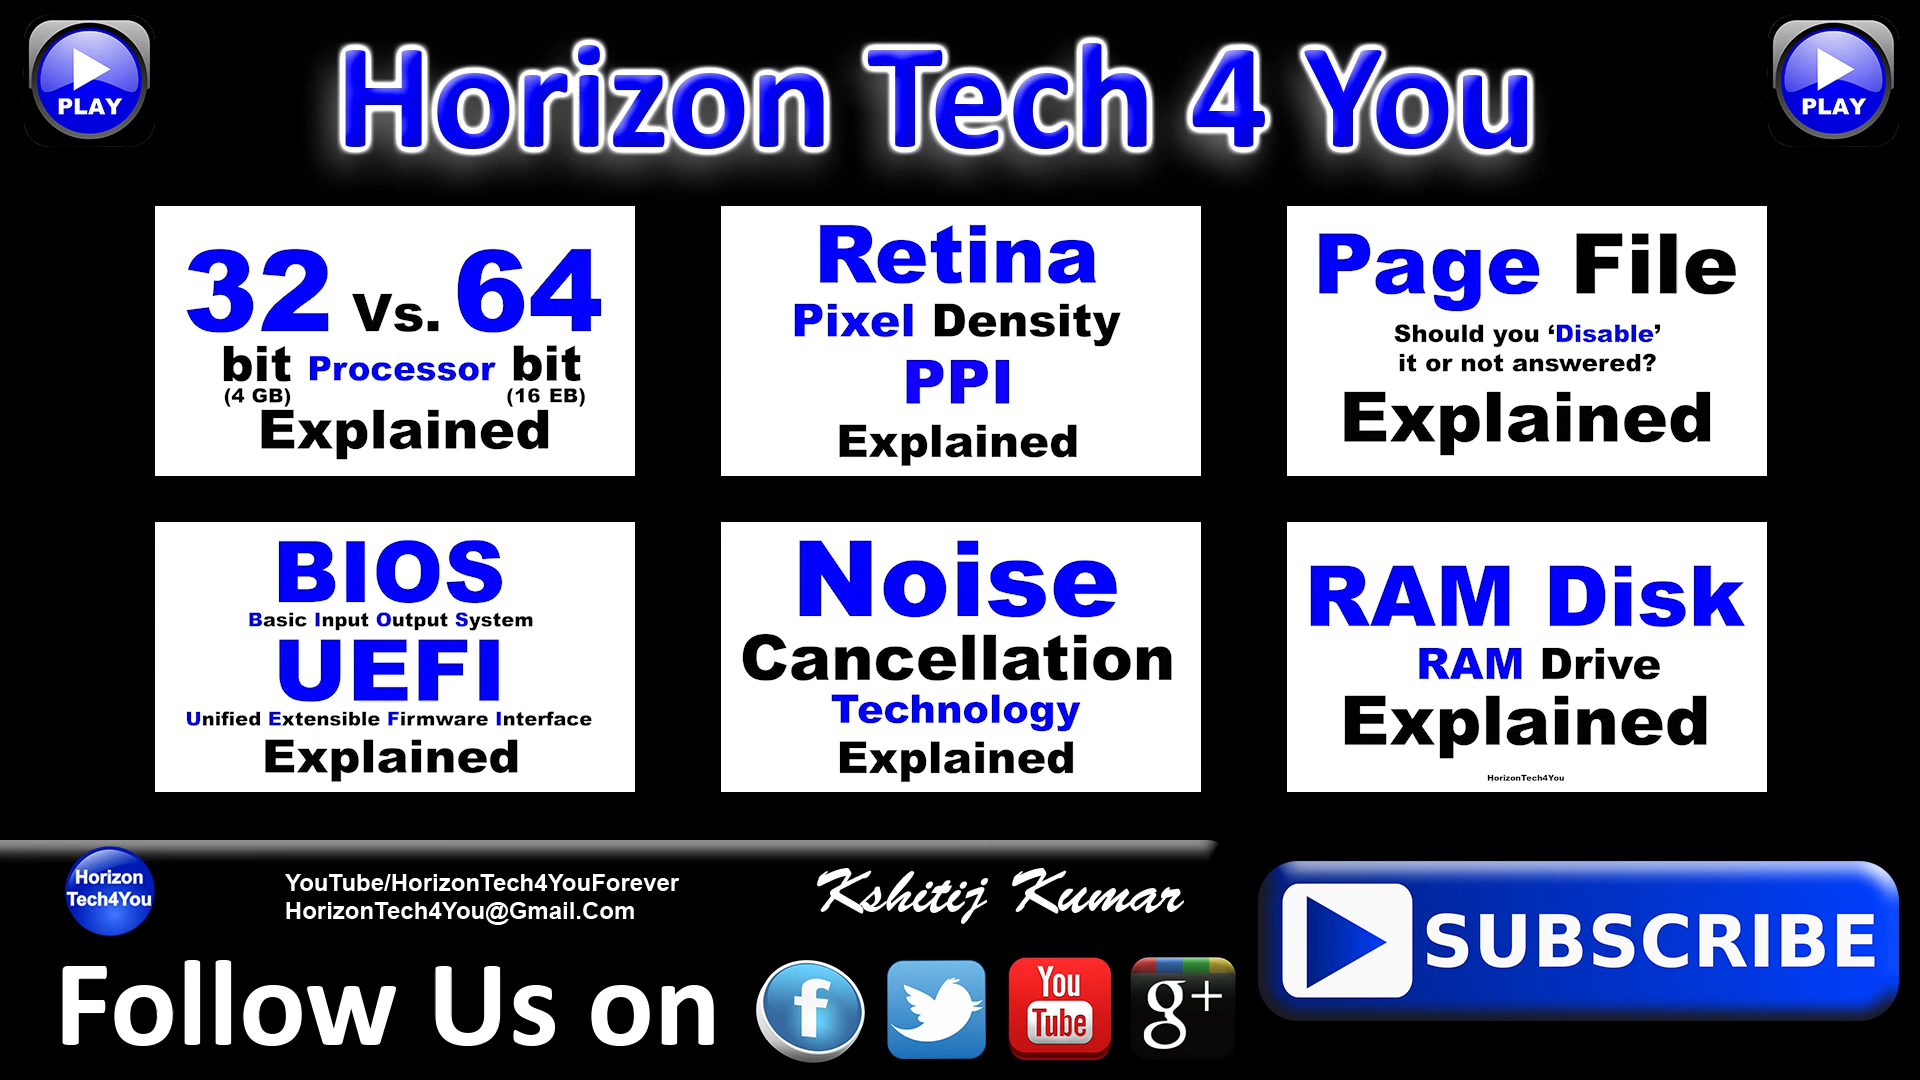 PLAY
Horizon Tech 4 You
PLAY
32 Vs. 64
bit Processor bit
(4 GB) (16 EB)
Explained
Retina
Pixel Density
PPI
Explained
Page File
Should you ‘Disable’
it or not answered?
Explained
BIOS
Basic Input Output System
UEFI
Unified Extensible Firmware Interface
Explained
Noise
Cancellation
Technology
Explained
RAM Disk
RAM Drive
Explained
HorizonTech4You
Horizon
Tech4You
YouTube/HorizonTech4YouForever
HorizonTech4You@Gmail.Com
Kshitij Kumar
SUBSCRIBE
Follow Us on
f
You
Tube
g+